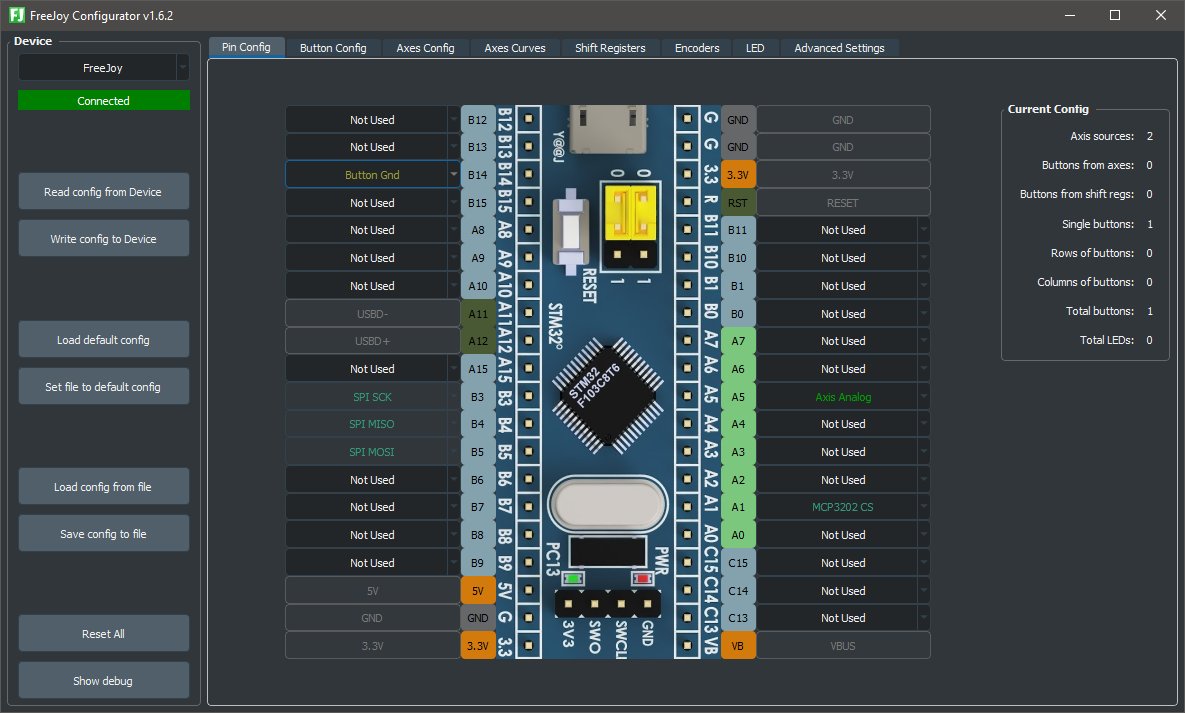 FreeJoy Configurator v1.6.2
Device
FreeJoy
Connected
Read config from Device
Write config to Device
Load default config
Set file to default config
Load config from file
Save config to file
Reset All
Show debug
Pin Config Button Config Axes Config Axes Curves Shift Registers Encoders LED Advanced Settings
Not Used B12 B12 G GND GND
Not Used B13 B13 G GND GND
Button Gnd B14 B14 3.3 3.3V 3.3V
Not Used B15 B15 R RST RESET
Not Used A8 A8 B11 B11 Not Used
Not Used A9 A9 B10 B10 Not Used
Not Used A10 A10 B1 B1 Not Used
USBD- A11 A11 B0 B0 Not Used
USBD+ A12 A12 A7 A7 Not Used
Not Used A15 A15 A6 A6 Not Used
SPI SCK B3 B3 A5 A5 Axis Analog
SPI MISO B4 B4 A4 A4 Not Used
SPI MOSI B5 B5 A3 A3 Not Used
Not Used B6 B6 A2 A2 Not Used
Not Used B7 B7 A1 A1 MCP3202 CS
Not Used B8 B8 A0 A0 Not Used
Not Used B9 B9 C15 C15 Not Used
5V 5V 5V C14 C14 Not Used
GND GND G C13 C13 Not Used
3.3V 3.3V 3.3 VB VB VBUS
Y@@J
0 0
1 1
RESET
STM32°
STM32
F103C8T6
PC13
PWR
3V3 SWO SWCLI GND
Current Config
Axis sources: 2
Buttons from axes: 0
Buttons from shift regs: 0
Single buttons: 1
Rows of buttons: 0
Columns of buttons: 0
Total buttons: 1
Total LEDs: 0